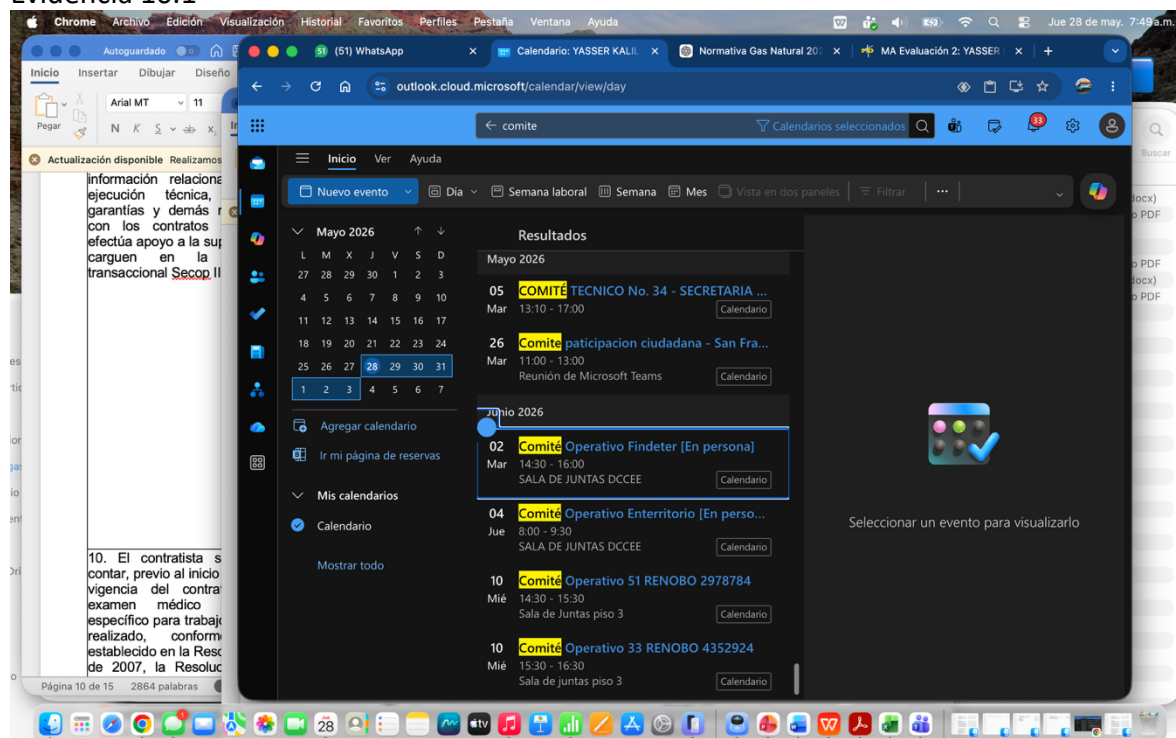 Evidencia 10.1
Chrome Archivo Edición Visualización Historial Favoritos Perfiles Pestaña Ventana Ayuda
Jue 28 de may. 7:49 a.m.
Autoguardado
(51) WhatsApp
Calendario: YASSER KALIL
Normativa Gas Natural 202
MA Evaluación 2: YASSER
Inicio Insertar Dibujar Diseño
outlook.cloud.microsoft/calendar/view/day
Pegar
Arial MT 11
N K S ab x
comite
Calendarios seleccionados
33
Buscar
Actualización disponible Realizamos
Inicio Ver Ayuda
Nuevo evento Día Semana laboral Semana Mes Vista en dos paneles Filtrar
información relaciona
ejecución técnica,
garantías y demás r
con los contratos
efectúa apoyo a la sup
carguen en la
transaccional Secop II
Mayo 2026
L M X J V S D
27 28 29 30 1 2 3
4 5 6 7 8 9 10
11 12 13 14 15 16 17
18 19 20 21 22 23 24
25 26 27 28 29 30 31
1 2 3 4 5 6 7
Agregar calendario
Ir mi página de reservas
Mis calendarios
Calendario
Mostrar todo
Resultados
Mayo 2026
05 COMITÉ TECNICO No. 34 - SECRETARIA ...
Mar 13:10 - 17:00
Calendario
26 Comite paticipacion ciudadana - San Fra...
Mar 11:00 - 13:00
Reunión de Microsoft Teams
Calendario
Junio 2026
02 Comité Operativo Findeter [En persona]
Mar 14:30 - 16:00
SALA DE JUNTAS DCCEE
Calendario
04 Comité Operativo Enterritorio [En perso...
Jue 8:00 - 9:30
SALA DE JUNTAS DCCEE
Calendario
10 Comité Operativo 51 RENOBO 2978784
Mié 14:30 - 15:30
Sala de Juntas piso 3
Calendario
10 Comité Operativo 33 RENOBO 4352924
Mié 15:30 - 16:30
Sala de juntas piso 3
Calendario
Seleccionar un evento para visualizarlo
locx)
o PDF
o PDF
locx)
o PDF
10. El contratista s
contar, previo al inicio
vigencia del contra
examen médico
específico para trabajo
realizado, conform
establecido en la Reso
de 2007, la Resoluc
Página 10 de 15 2864 palabras
28
tv